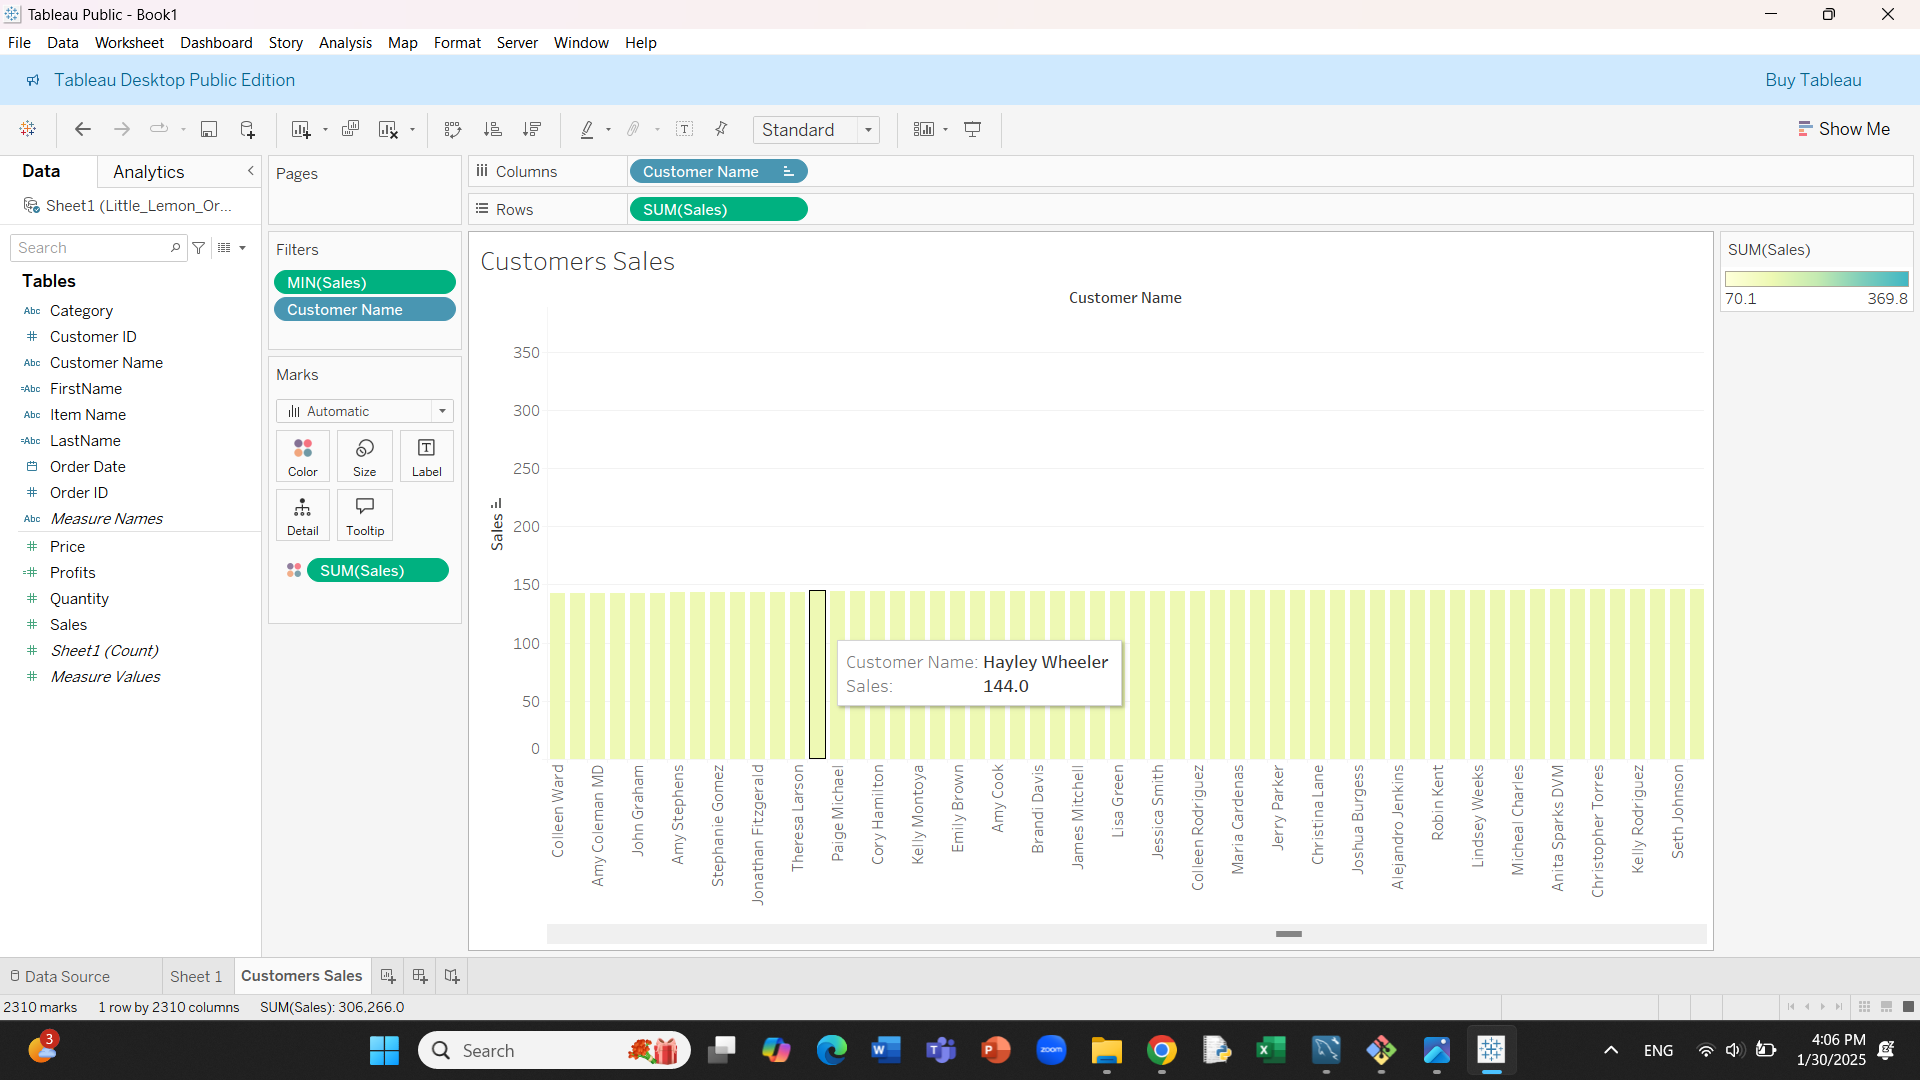 Tableau Public - Book1
File Data Worksheet Dashboard Story Analysis Map Format Server Window Help
Tableau Desktop Public Edition
Buy Tableau
Standard
Show Me
Data Analytics
Sheet1 (Little_Lemon_Or...
Search
Tables
Abc Category
Customer ID
Abc Customer Name
=Abc FirstName
Abc Item Name
=Abc LastName
Order Date
Order ID
Abc Measure Names
Price
Profits
Quantity
Sales
Sheet1 (Count)
Measure Values
Pages
Filters
MIN(Sales)
Customer Name
Marks
Automatic
Color Size Label
Detail Tooltip
SUM(Sales)
Columns Customer Name
Rows SUM(Sales)
Customers Sales
Customer Name
Sales
350
300
250
200
150
100
50
0
Customer Name: Hayley Wheeler
Sales: 144.0
Colleen Ward
Amy Coleman MD
John Graham
Amy Stephens
Stephanie Gomez
Jonathan Fitzgerald
Theresa Larson
Paige Michael
Cory Hamilton
Kelly Montoya
Emily Brown
Amy Cook
Brandi Davis
James Mitchell
Lisa Green
Jessica Smith
Colleen Rodriguez
Maria Cardenas
Jerry Parker
Christina Lane
Joshua Burgess
Alejandro Jenkins
Robin Kent
Lindsey Weeks
Micheal Charles
Anita Sparks DVM
Christopher Torres
Kelly Rodriguez
Seth Johnson
SUM(Sales)
70.1 369.8
Data Source Sheet 1 Customers Sales
2310 marks 1 row by 2310 columns SUM(Sales): 306,266.0
3
Search
zoom
ENG
4:06 PM
1/30/2025